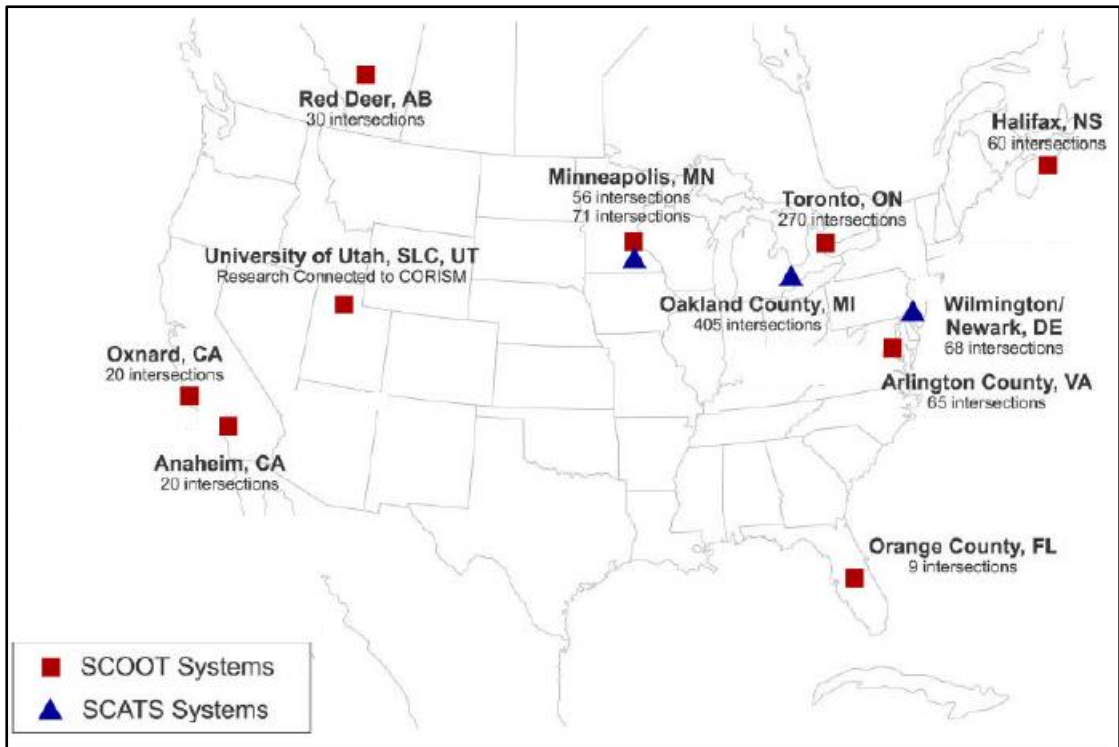 Red Deer, AB
30 intersections
Halifax, NS
60 intersections
Minneapolis, MN
56 intersections
71 intersections
Toronto, ON
270 intersections
University of Utah, SLC, UT
Research Connected to CORISM
Oakland County, MI
405 intersections
Wilmington/
Newark, DE
68 intersections
Oxnard, CA
20 intersections
Arlington County, VA
65 intersections
Anaheim, CA
20 intersections
Orange County, FL
9 intersections
SCOOT Systems
SCATS Systems